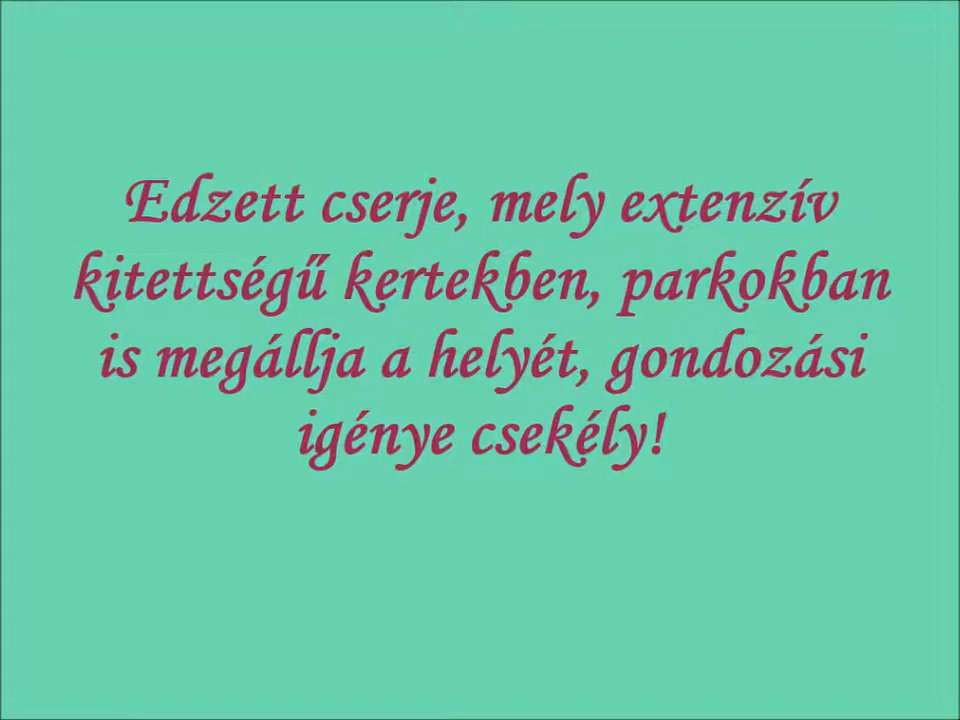 Edzett cserje, mely extenzív
kitettségű kertekben, parkokban
is megállja a helyét, gondozási
igénye csekély!